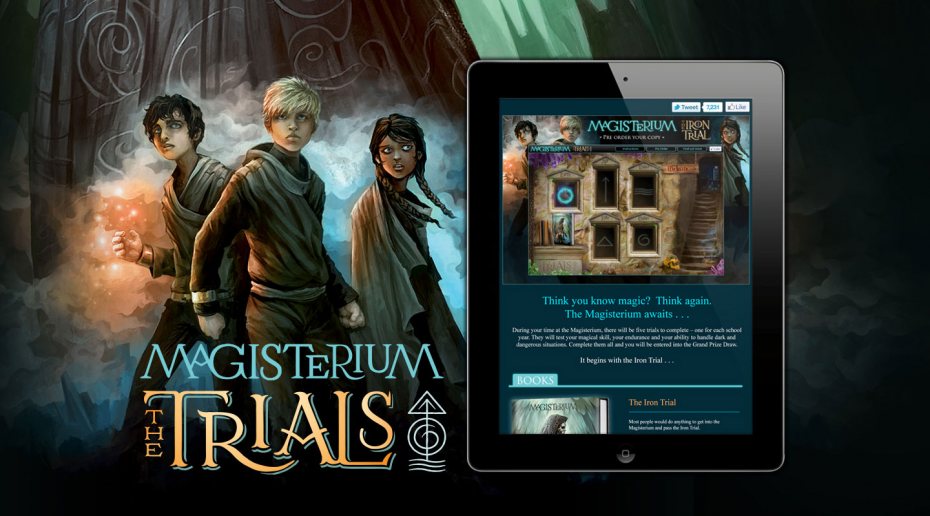 MAGISTERIUM
THE
TRIALS
Tweet
7,231
Like
MAGISTERIUM
• PRE ORDER YOUR COPY •
THE IRON
TRIAL
MAGISTERIUM TRIALS
Think you know magic? Think again.
The Magisterium awaits . . .
During your time at the Magisterium, there will be five trials to complete – one for each school
year. They will test your magical skill, your endurance and your ability to handle dark and
dangerous situations. Complete them all and you will be entered into the Grand Prize Draw.
It begins with the Iron Trial . . .
BOOKS
MAGISTERIUM
The Iron Trial
Most people would do anything to get into the
Magisterium and pass the Iron Trial.